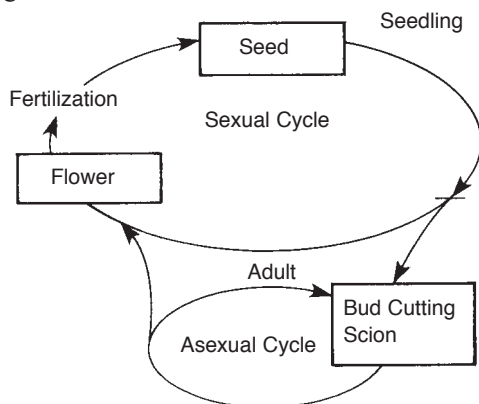 Seedling
Seed
Fertilization
Sexual Cycle
Flower
Adult
Bud Cutting
Scion
Asexual Cycle